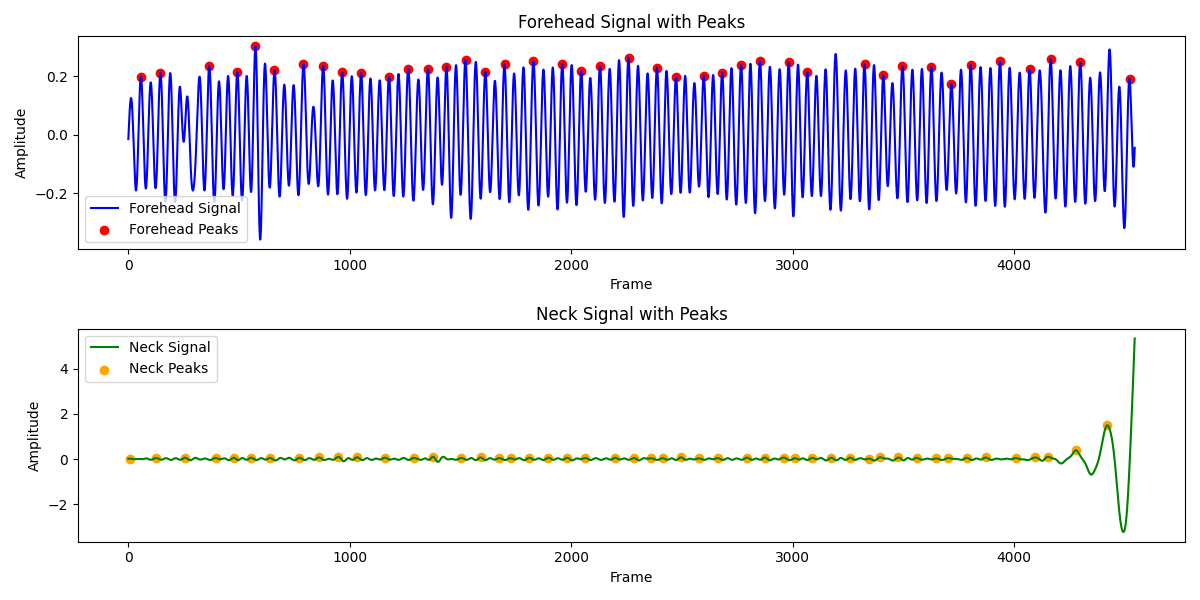 Forehead Signal with Peaks
Amplitude
0.2
0.0
−0.2
Forehead Signal
Forehead Peaks
0 1000 2000 3000 4000
Frame
Neck Signal with Peaks
Amplitude
4
2
0
−2
Neck Signal
Neck Peaks
0 1000 2000 3000 4000
Frame